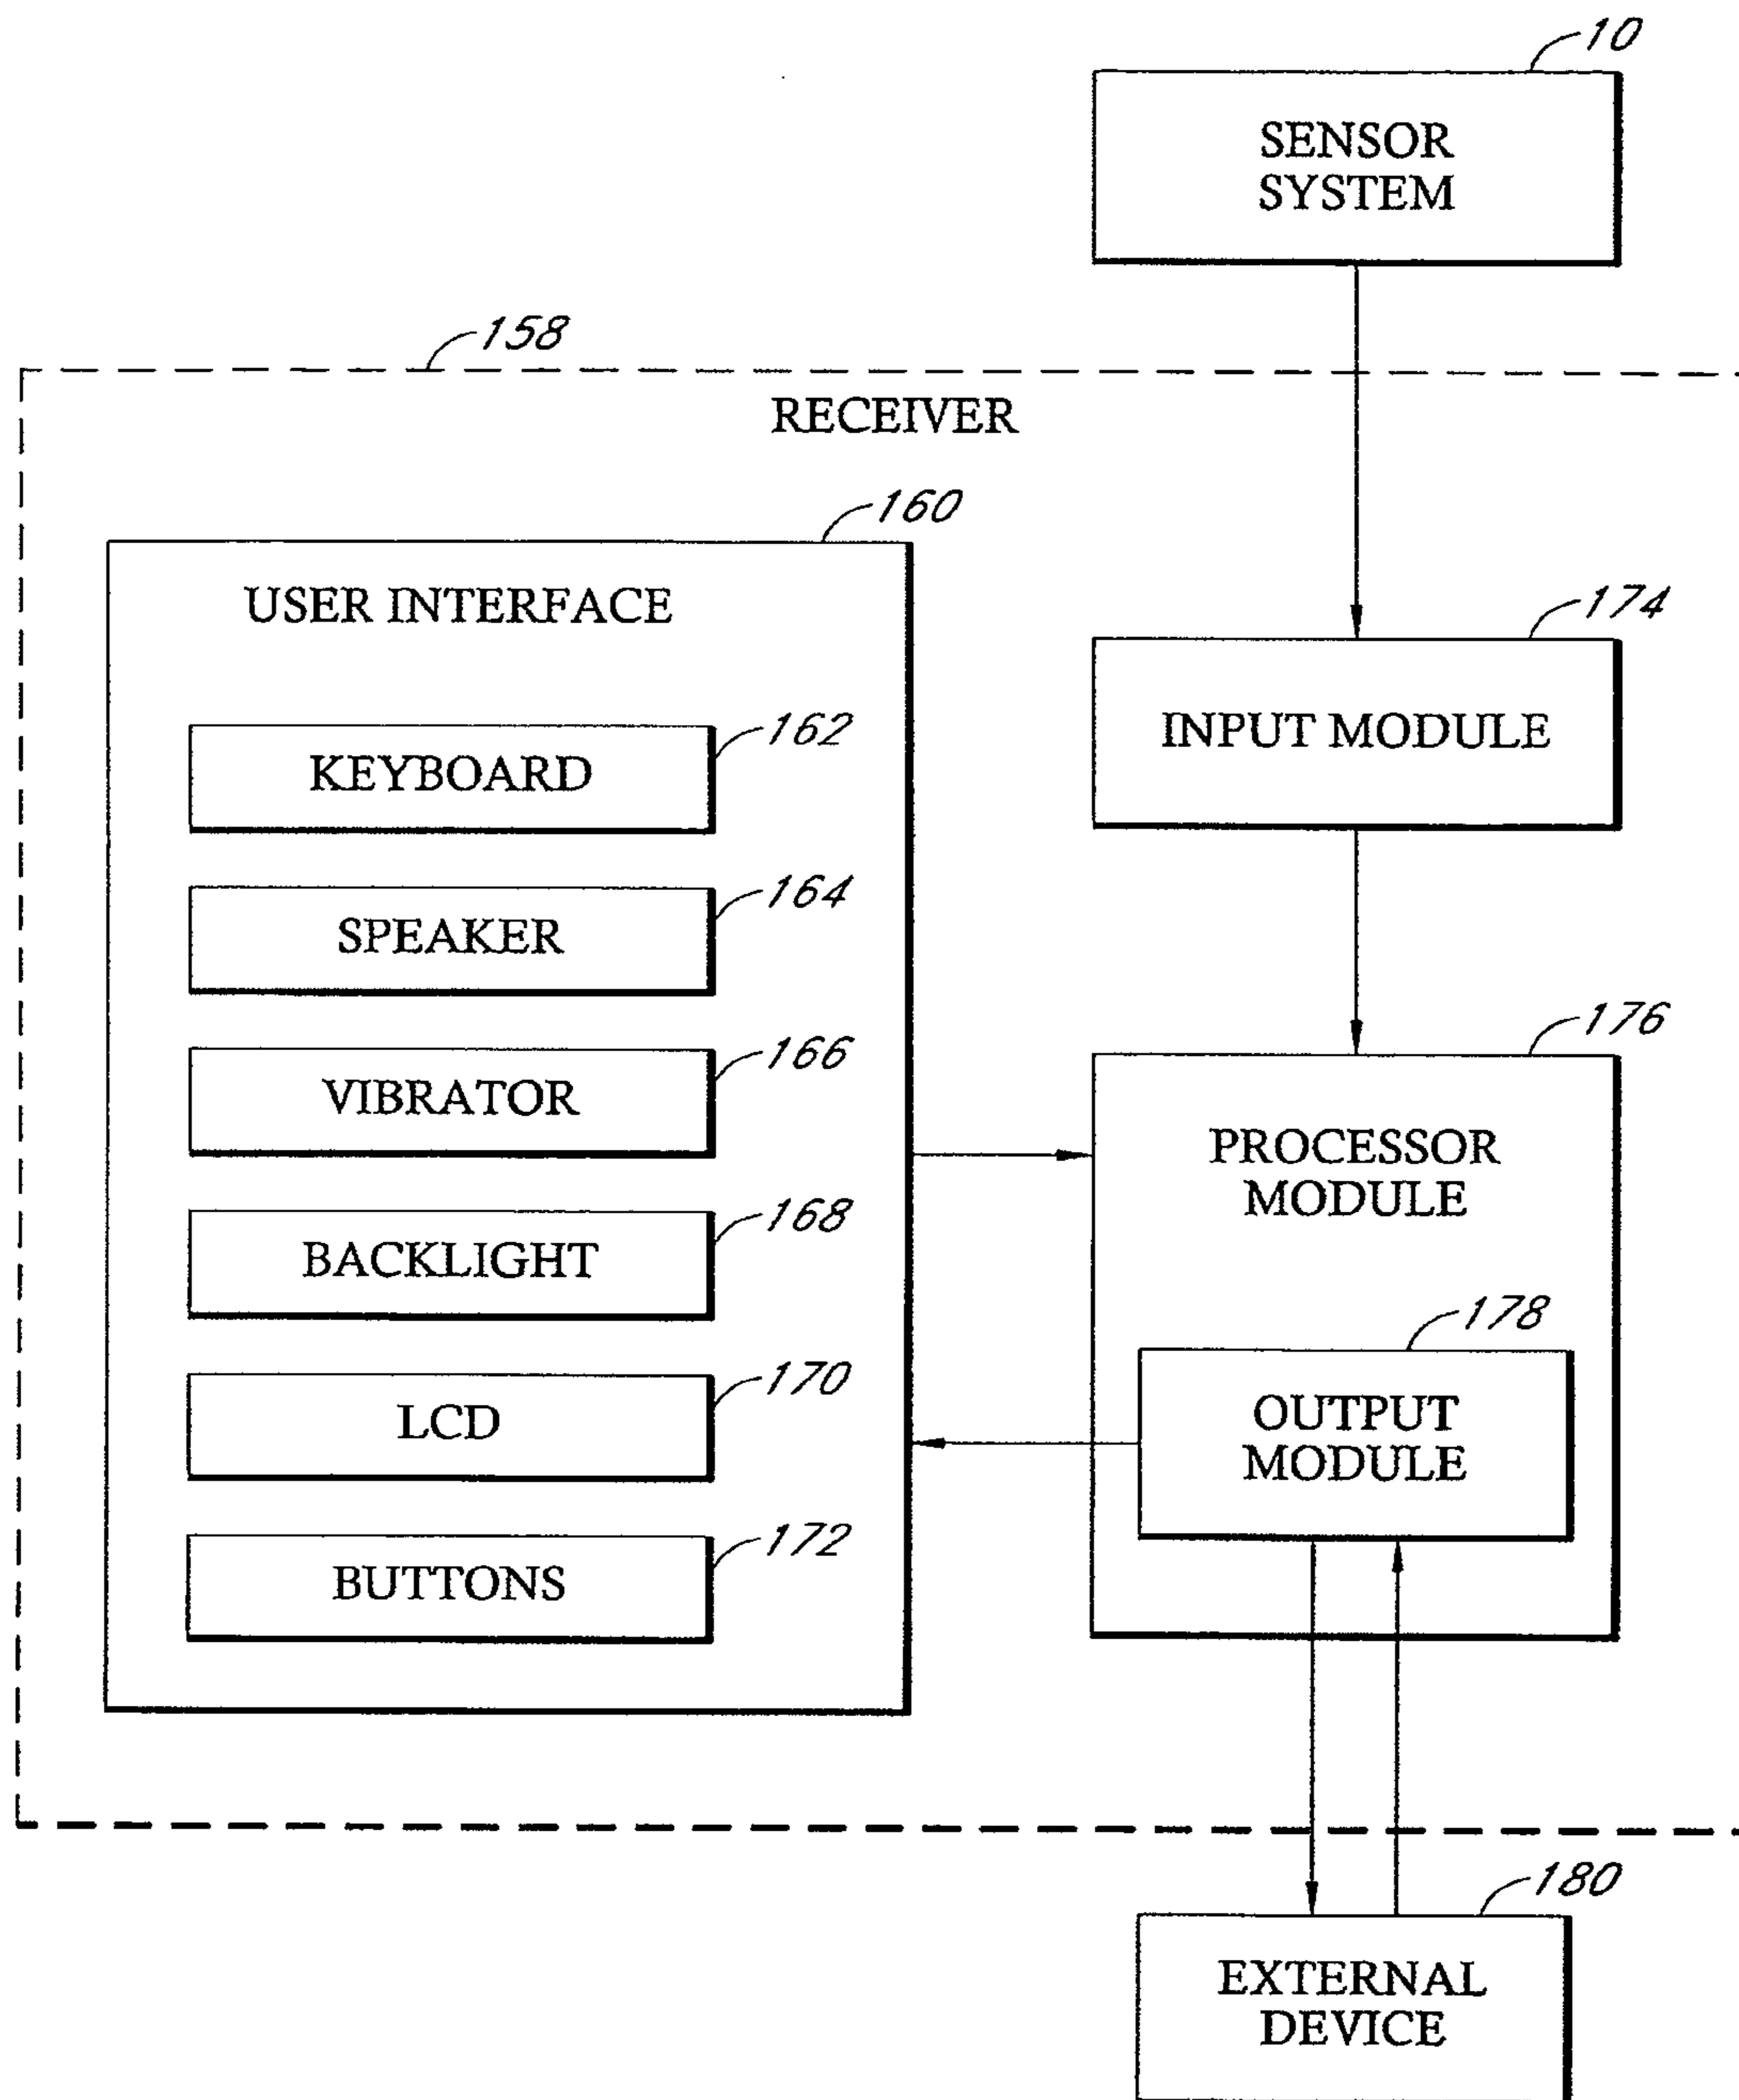 10
SENSOR
SYSTEM
158
RECEIVER
160
USER INTERFACE
174
INPUT MODULE
162
KEYBOARD
164
SPEAKER
166
VIBRATOR
176
PROCESSOR
MODULE
168
BACKLIGHT
178
OUTPUT
MODULE
170
LCD
172
BUTTONS
180
EXTERNAL
DEVICE